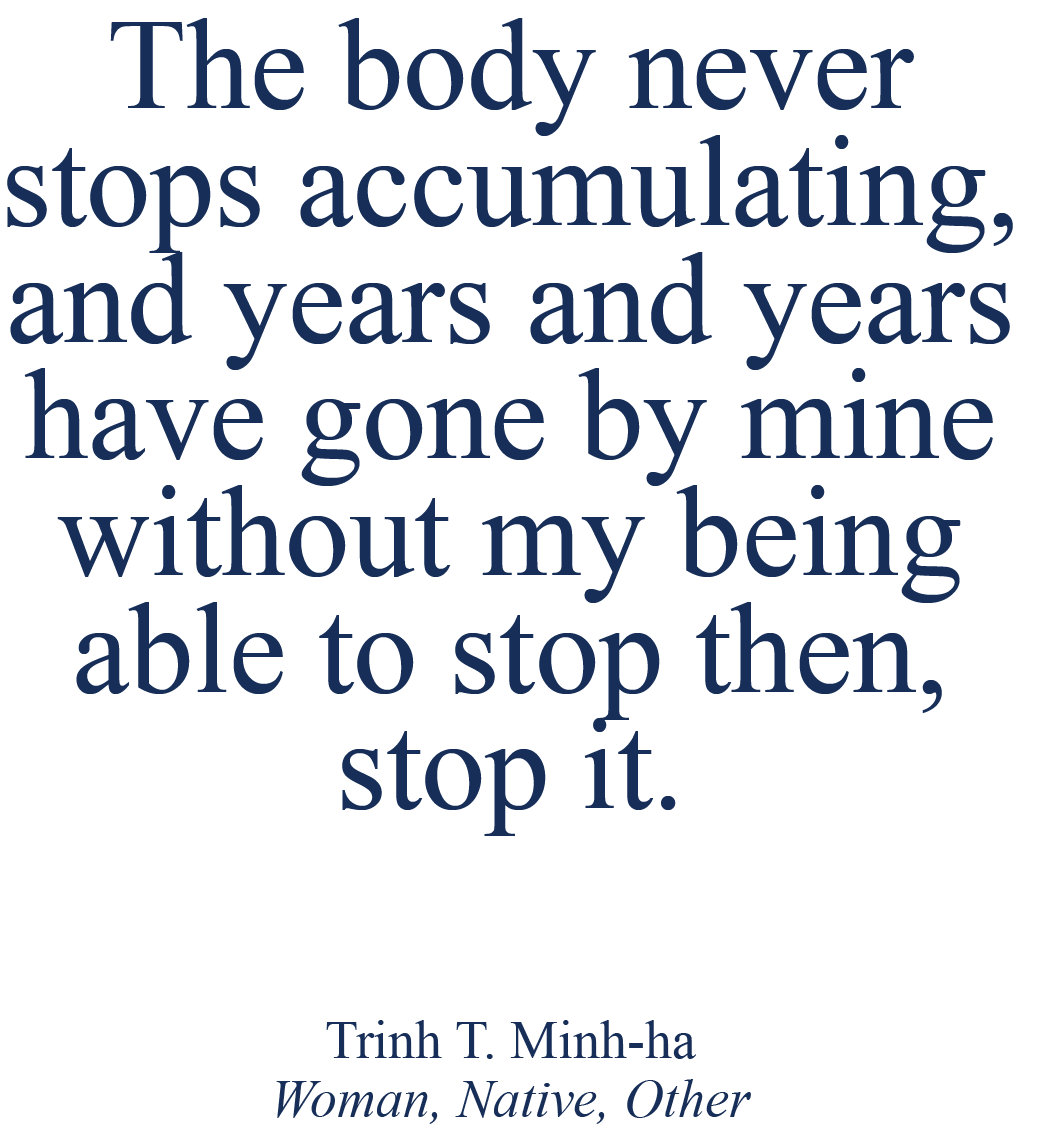 The body never
stops accumulating,
and years and years
have gone by mine
without my being
able to stop then,
stop it.
Trinh T. Minh-ha
Woman, Native, Other